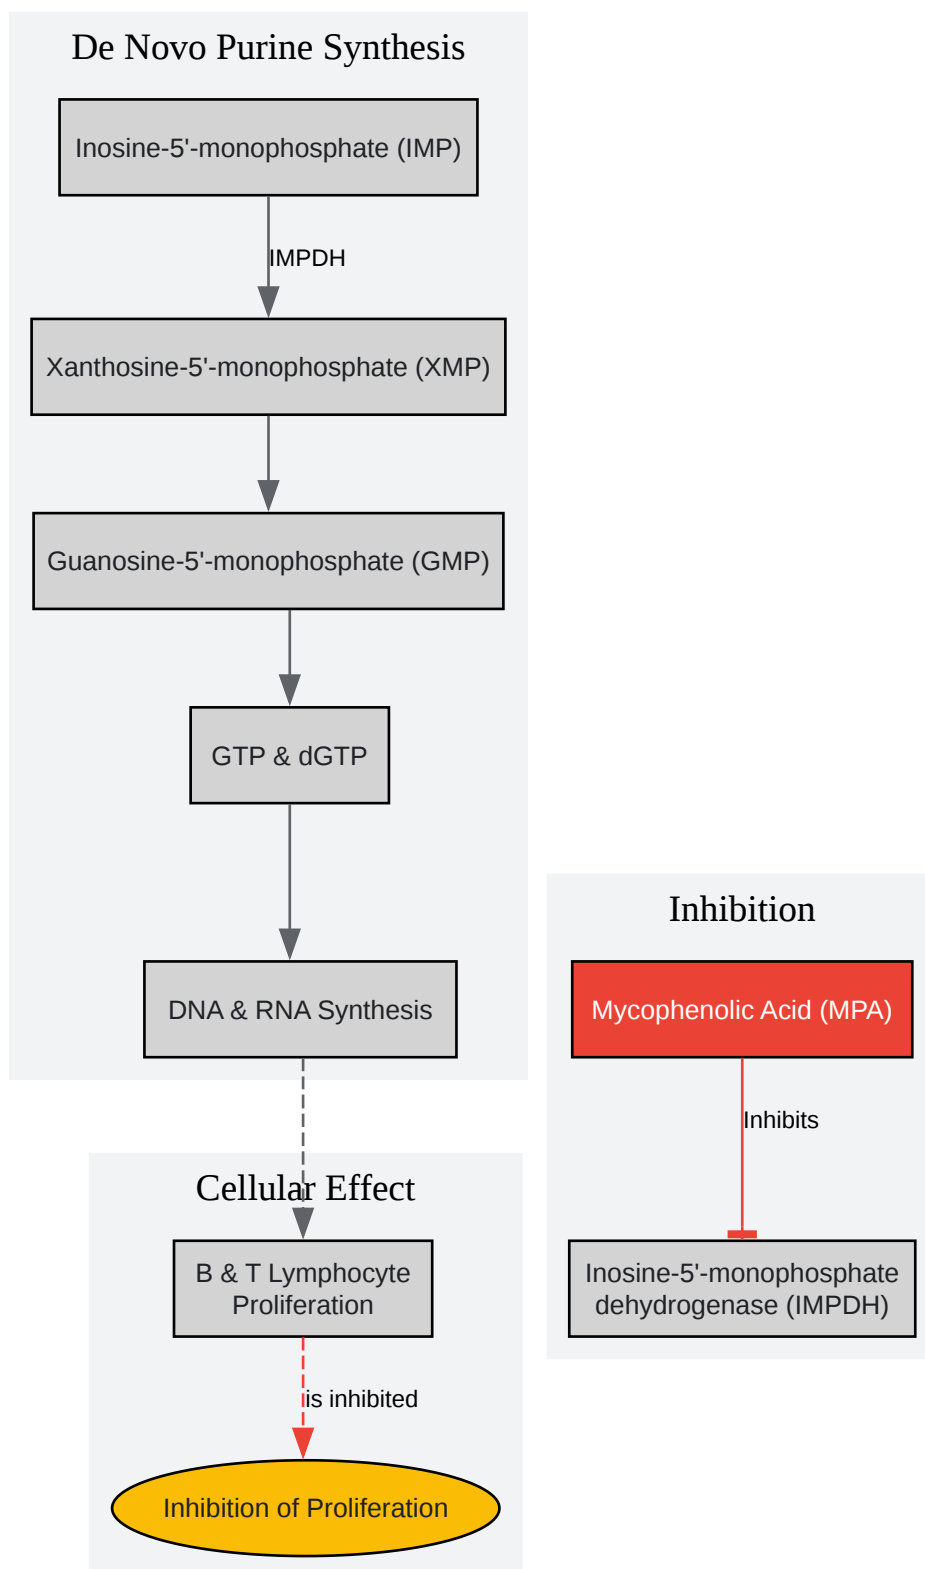 De Novo Purine Synthesis
Inosine-5'-monophosphate (IMP)
IMPDH
Xanthosine-5'-monophosphate (XMP)
Guanosine-5'-monophosphate (GMP)
GTP & dGTP
DNA & RNA Synthesis
Inhibition
Mycophenolic Acid (MPA)
Inhibits
Inosine-5'-monophosphate
dehydrogenase (IMPDH)
Cellular Effect
B & T Lymphocyte
Proliferation
is inhibited
Inhibition of Proliferation